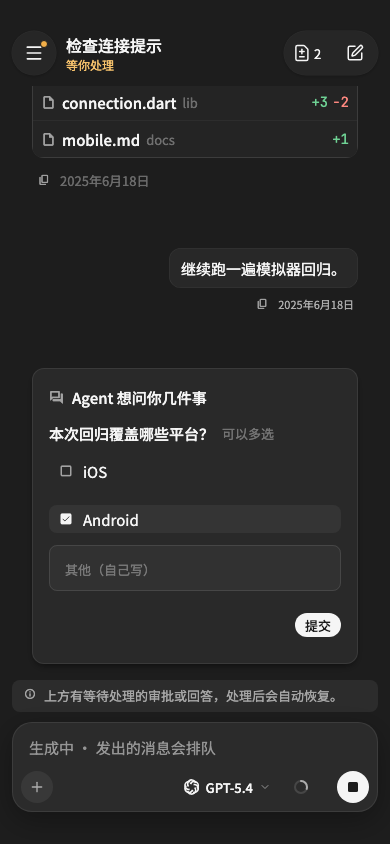 检查连接提示
等你处理
2
connection.dart lib +3 -2
mobile.md docs +1
2025年6月18日
继续跑一遍模拟器回归。
2025年6月18日
Agent 想问你几件事
本次回归覆盖哪些平台？ 可以多选
iOS
Android
其他（自己写）
提交
上方有等待处理的审批或回答，处理后会自动恢复。
生成中 · 发出的消息会排队
GPT-5.4